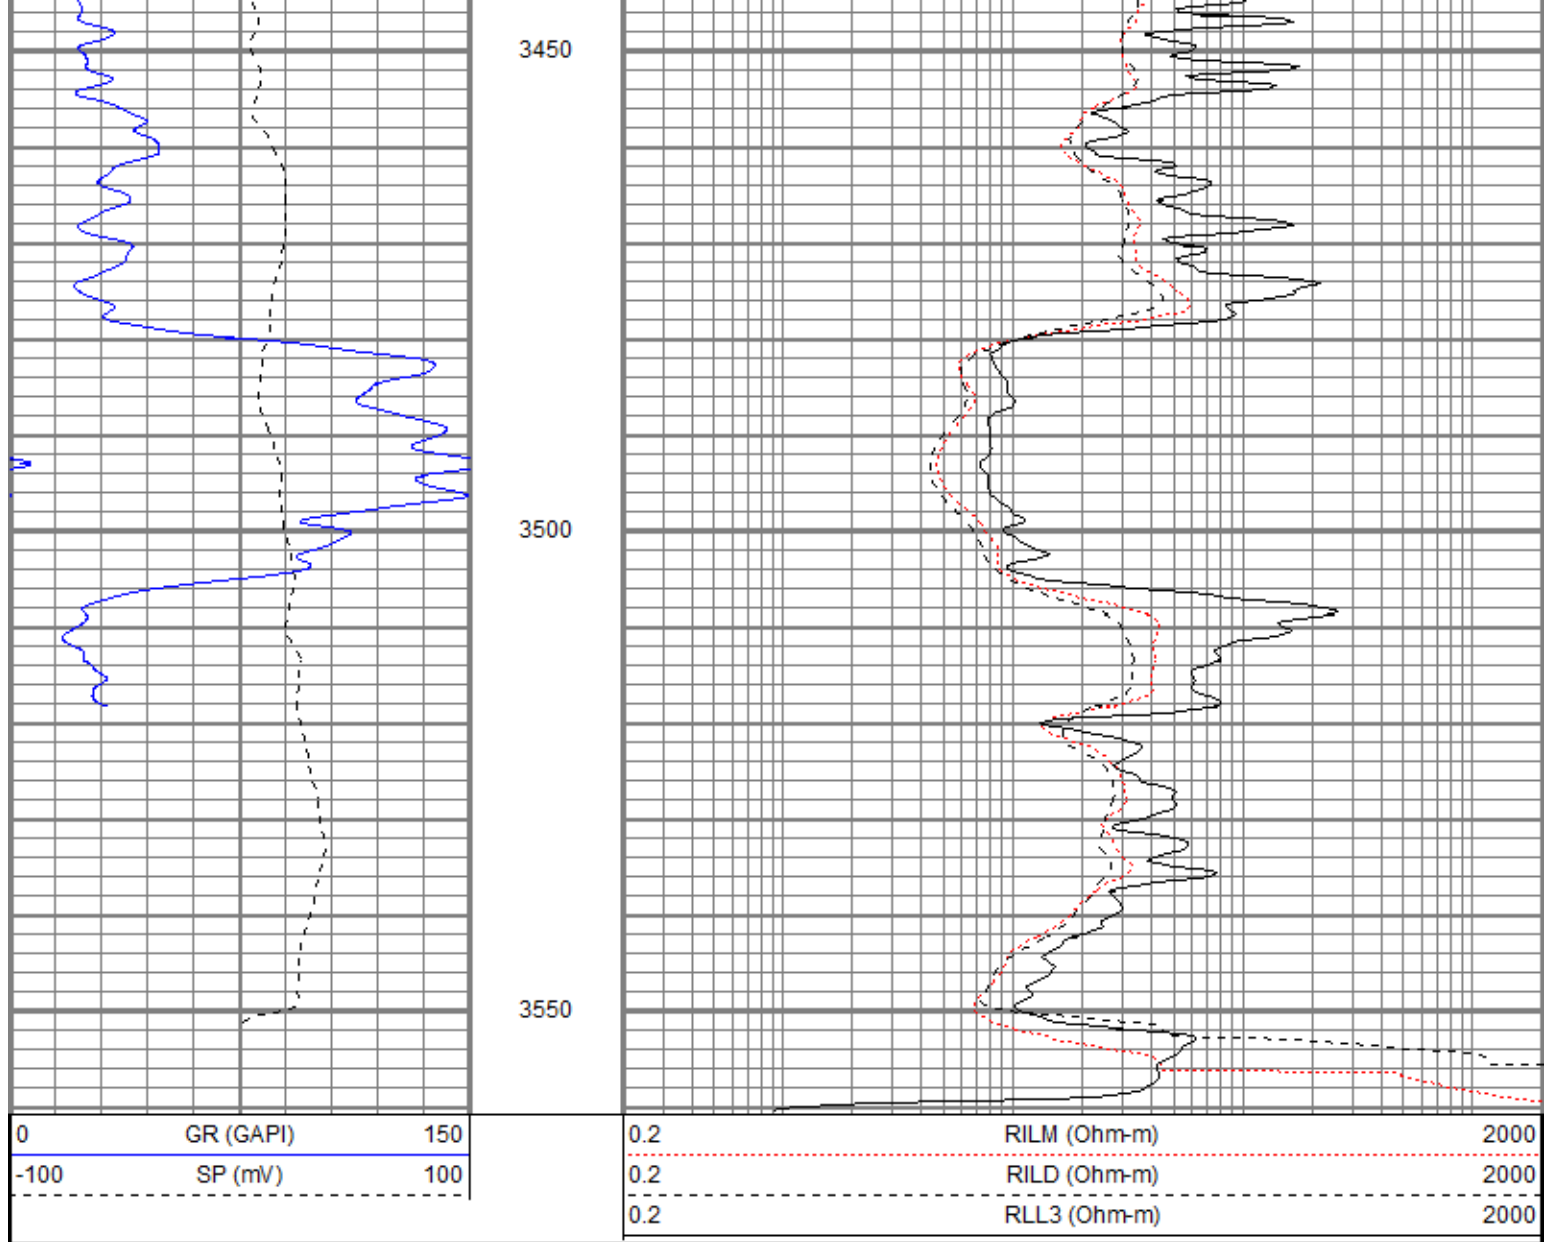 3450
3500
3550
0 GR (GAPI) 150
-100 SP (mV) 100
0.2 RILM (Ohm-m) 2000
0.2 RILD (Ohm-m) 2000
0.2 RLL3 (Ohm-m) 2000